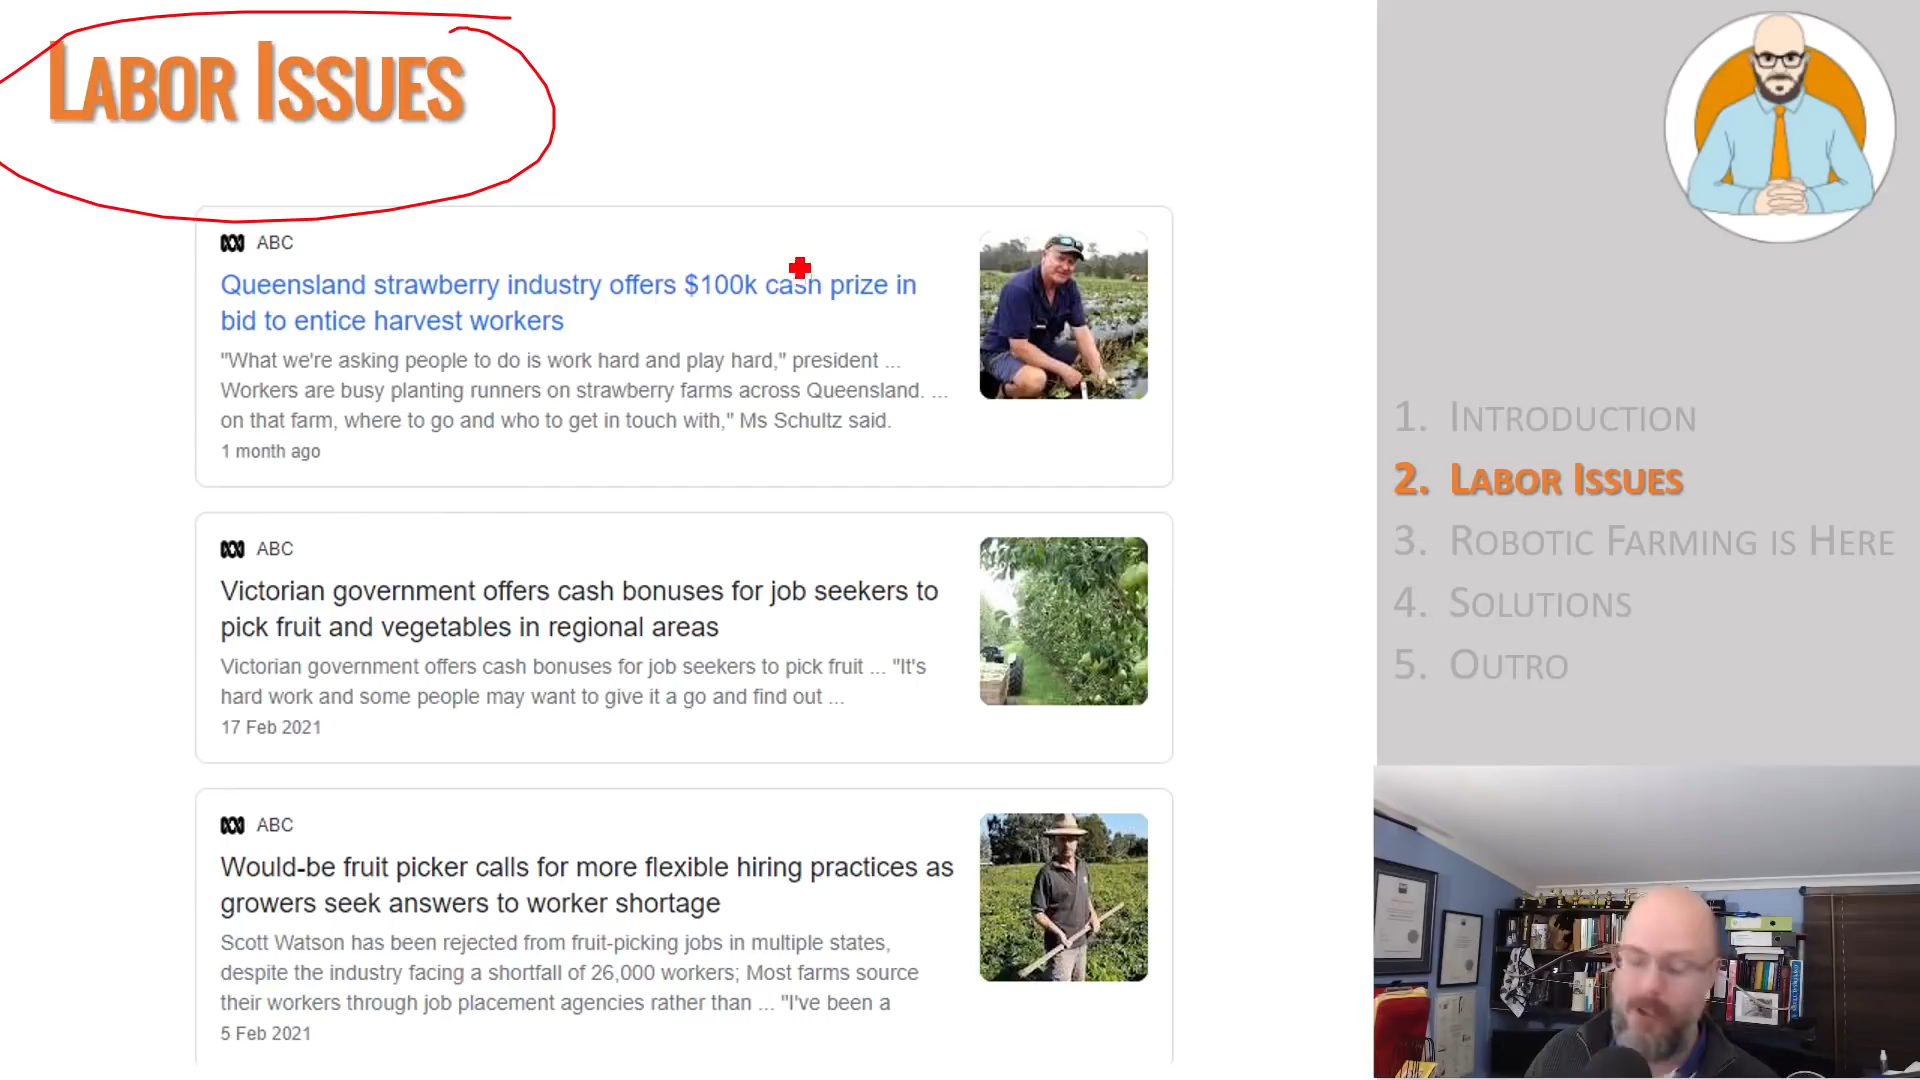 LABOR ISSUES
ABC
Queensland strawberry industry offers $100k cash prize in
bid to entice harvest workers
"What we're asking people to do is work hard and play hard," president ...
Workers are busy planting runners on strawberry farms across Queensland. ...
on that farm, where to go and who to get in touch with," Ms Schultz said.
1 month ago
ABC
Victorian government offers cash bonuses for job seekers to
pick fruit and vegetables in regional areas
Victorian government offers cash bonuses for job seekers to pick fruit ... "It's
hard work and some people may want to give it a go and find out ...
17 Feb 2021
ABC
Would-be fruit picker calls for more flexible hiring practices as
growers seek answers to worker shortage
Scott Watson has been rejected from fruit-picking jobs in multiple states,
despite the industry facing a shortfall of 26,000 workers; Most farms source
their workers through job placement agencies rather than ... "I've been a
5 Feb 2021
1. INTRODUCTION
2. LABOR ISSUES
3. ROBOTIC FARMING IS HERE
4. SOLUTIONS
5. OUTRO